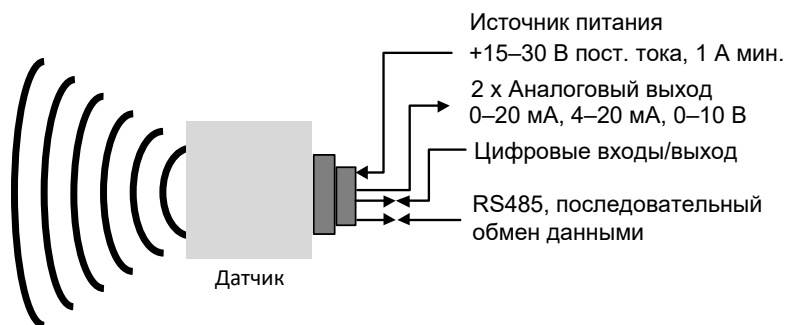 Источник питания
+15–30 В пост. тока, 1 А мин.
2 x Аналоговый выход
0–20 мА, 4–20 мА, 0–10 В
Цифровые входы/выход
RS485, последовательный
обмен данными
Датчик